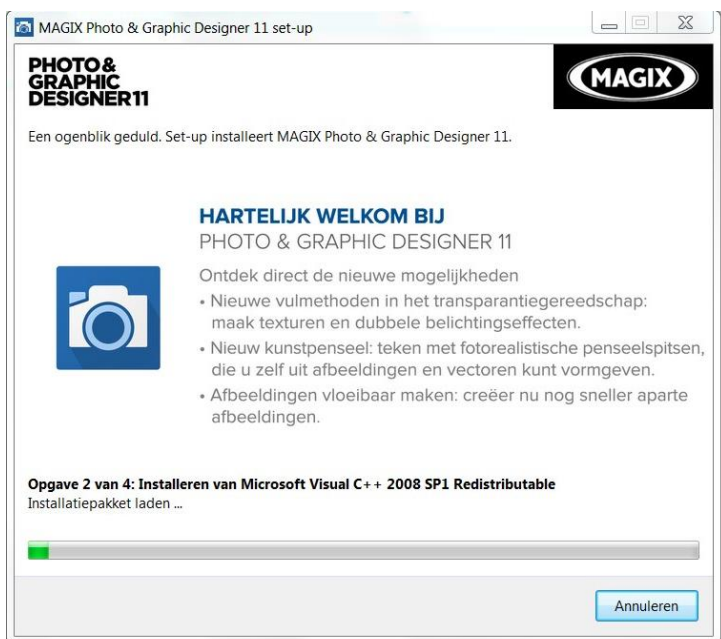 MAGIX Photo & Graphic Designer 11 set-up
PHOTO &
GRAPHIC
DESIGNER 11
MAGIX
Een ogenblik geduld. Set-up installeert MAGIX Photo & Graphic Designer 11.
HARTELIJK WELKOM BIJ
PHOTO & GRAPHIC DESIGNER 11
Ontdek direct de nieuwe mogelijkheden
• Nieuwe vulmethoden in het transparantiegereedschap:
maak texturen en dubbele belichtingseffecten.
• Nieuw kunstpenseel: teken met fotorealistische penseelspitsen,
die u zelf uit afbeeldingen en vectoren kunt vormgeven.
• Afbeeldingen vloeibaar maken: creëer nu nog sneller aparte
afbeeldingen.
Opgave 2 van 4: Installeren van Microsoft Visual C++ 2008 SP1 Redistributable
Installatiepakket laden ...
Annuleren